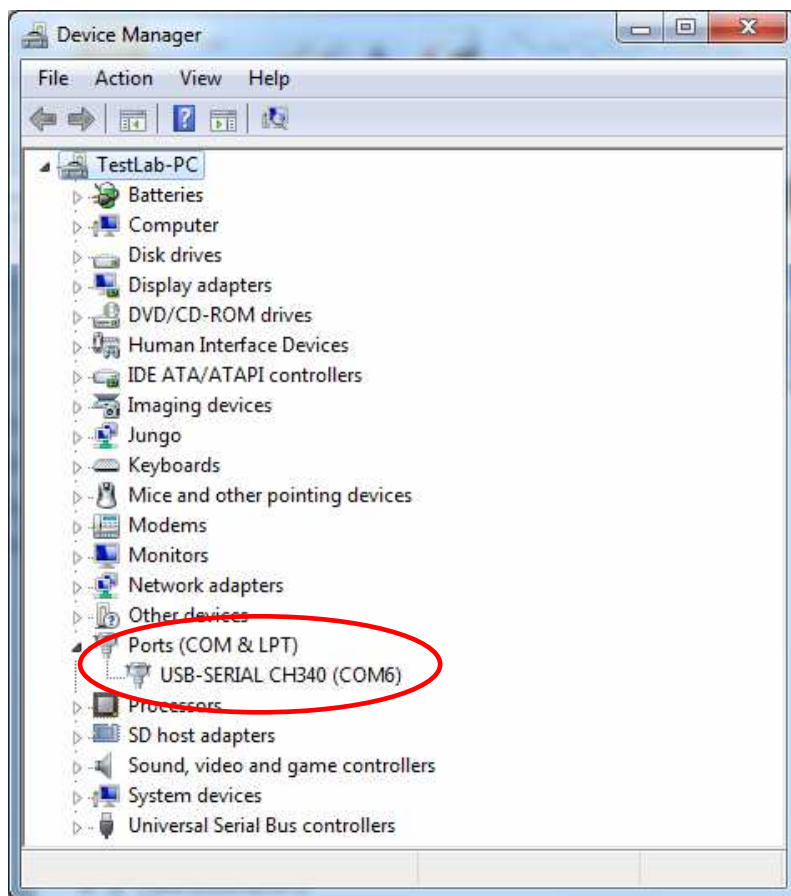 Device Manager
File Action View Help
TestLab-PC
Batteries
Computer
Disk drives
Display adapters
DVD/CD-ROM drives
Human Interface Devices
IDE ATA/ATAPI controllers
Imaging devices
Jungo
Keyboards
Mice and other pointing devices
Modems
Monitors
Network adapters
Other devices
Ports (COM & LPT)
USB-SERIAL CH340 (COM6)
Processors
SD host adapters
Sound, video and game controllers
System devices
Universal Serial Bus controllers